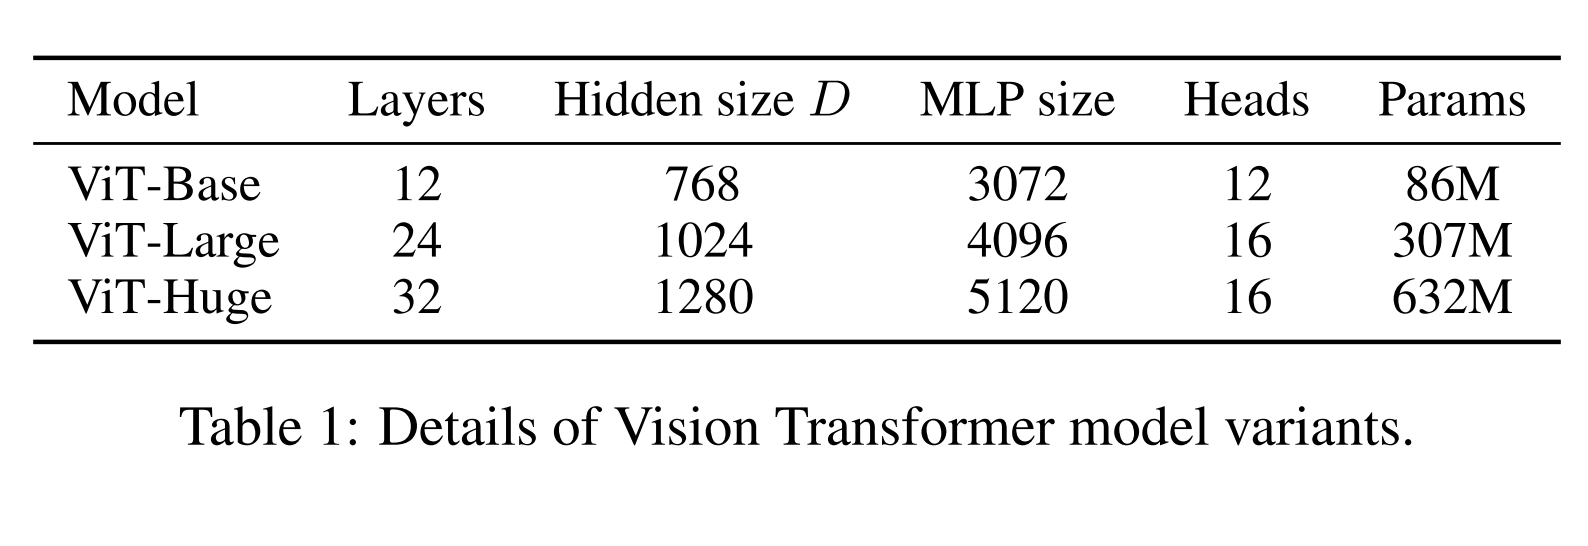 Model Layers Hidden size D MLP size Heads Params
ViT-Base 12 768 3072 12 86M
ViT-Large 24 1024 4096 16 307M
ViT-Huge 32 1280 5120 16 632M
Table 1: Details of Vision Transformer model variants.